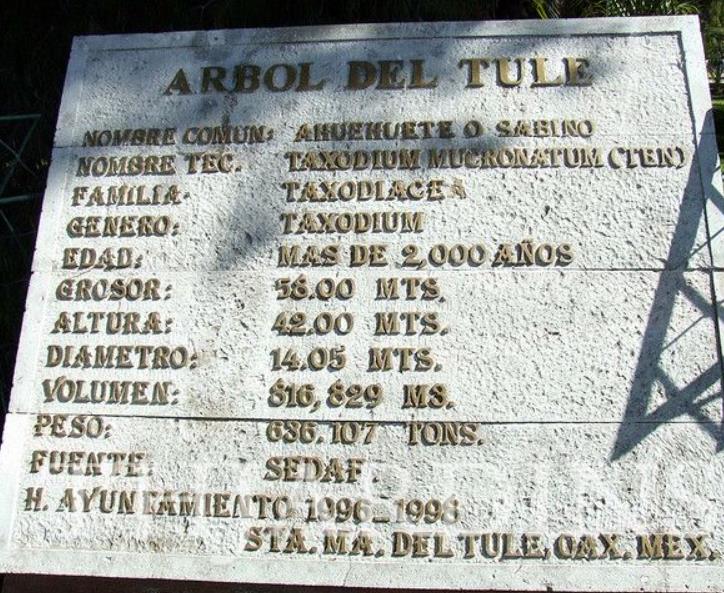 ARBOL DEL TULE
NOMBRE COMUN: AHUEHUETE O SABINO
NOMBRE TEC. TAXODIUM MUCRONATUM (TEN)
FAMILIA: TAXODIACEA
GENERO: TAXODIUM
EDAD: MAS DE 2,000 AÑOS
GROSOR: 58.00 MTS.
ALTURA: 42.00 MTS.
DIAMETRO: 14.05 MTS.
VOLUMEN: 816,829 M3.
PESO: 636.107 TONS.
FUENTE: SEDAF.
H. AYUNTAMIENTO 1996-1998
STA. MA. DEL TULE, OAX. MEX.